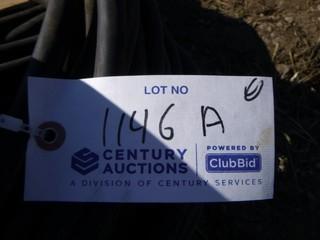 LOT NO
1146 A
CENTURY AUCTIONS
POWERED BY
ClubBid
A DIVISION OF CENTURY SERVICES